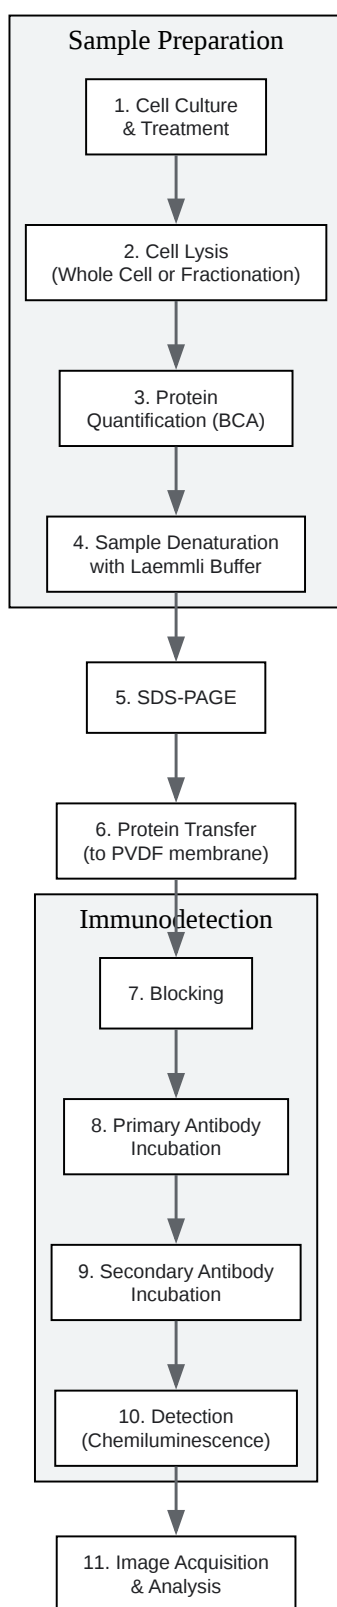 Sample Preparation
1. Cell Culture
& Treatment
2. Cell Lysis
(Whole Cell or Fractionation)
3. Protein
Quantification (BCA)
4. Sample Denaturation
with Laemmli Buffer
5. SDS-PAGE
6. Protein Transfer
(to PVDF membrane)
Immunodetection
7. Blocking
8. Primary Antibody
Incubation
9. Secondary Antibody
Incubation
10. Detection
(Chemiluminescence)
11. Image Acquisition
& Analysis